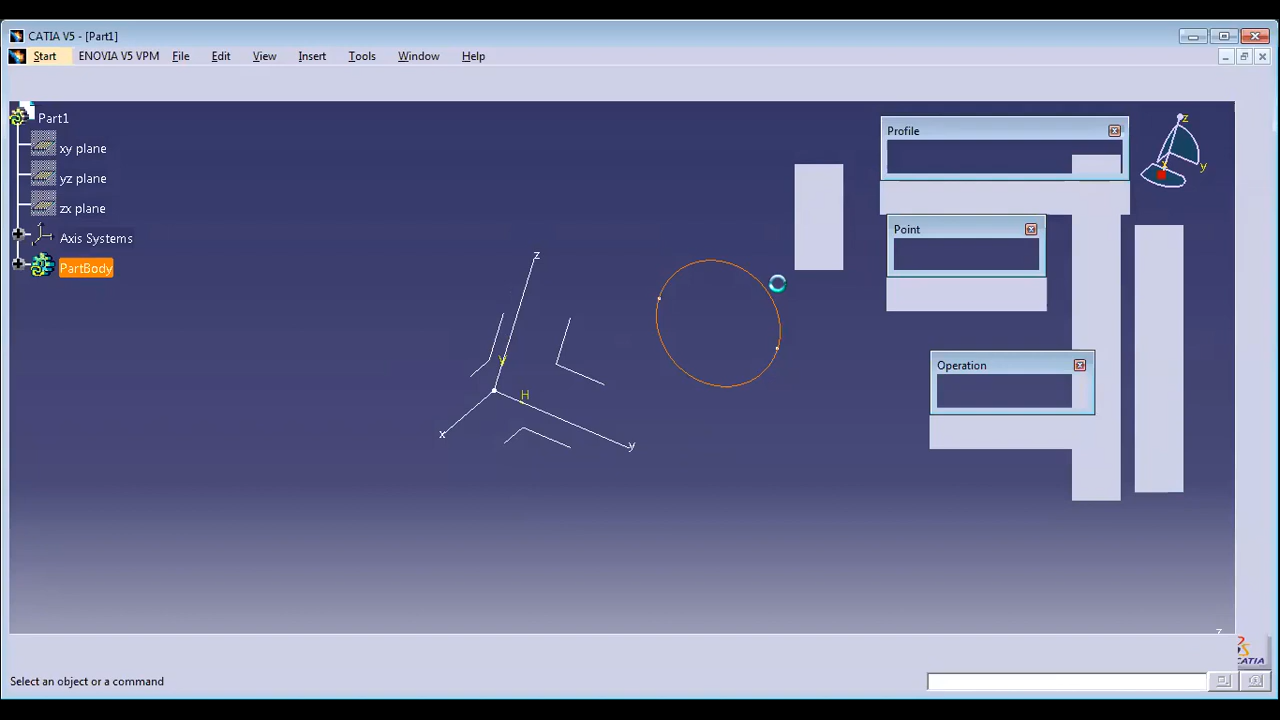 CATIA V5 - [Part1]
Start ENOVIA V5 VPM File Edit View Insert Tools Window Help
Part1
xy plane
yz plane
zx plane
Axis Systems
PartBody
Profile
Point
Operation
z
y
z
V
H
x
y
z
CATIA
Select an object or a command